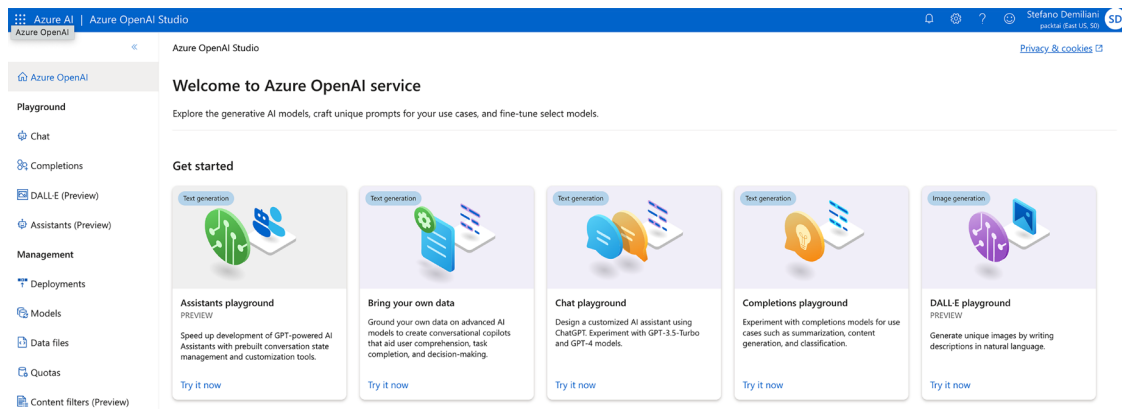 Azure AI | Azure OpenAI Studio
Stefano Demiliani
packtai (East US, S0)
SD
Azure OpenAI
«
Azure OpenAI Studio
Privacy & cookies
Azure OpenAI
Playground
Chat
Completions
DALL·E (Preview)
Assistants (Preview)
Management
Deployments
Models
Data files
Quotas
Content filters (Preview)
Welcome to Azure OpenAI service
Explore the generative AI models, craft unique prompts for your use cases, and fine-tune select models.
Get started
Text generation
Assistants playground
PREVIEW
Speed up development of GPT-powered AI
Assistants with prebuilt conversation state
management and customization tools.
Try it now
Text generation
Bring your own data
Ground your own data on advanced AI
models to create conversational copilots
that aid user comprehension, task
completion, and decision-making.
Try it now
Text generation
Chat playground
Design a customized AI assistant using
ChatGPT. Experiment with GPT-3.5-Turbo
and GPT-4 models.
Try it now
Text generation
Completions playground
Experiment with completions models for use
cases such as summarization, content
generation, and classification.
Try it now
Image generation
DALL·E playground
PREVIEW
Generate unique images by writing
descriptions in natural language.
Try it now